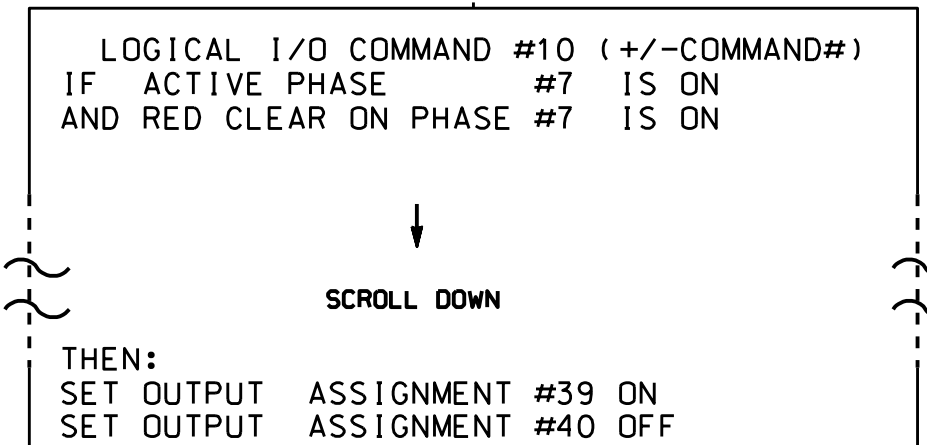 LOGICAL I/O COMMAND #10 (+/-COMMAND#)
IF ACTIVE PHASE #7 IS ON
AND RED CLEAR ON PHASE #7 IS ON
SCROLL DOWN
THEN:
SET OUTPUT ASSIGNMENT #39 ON
SET OUTPUT ASSIGNMENT #40 OFF